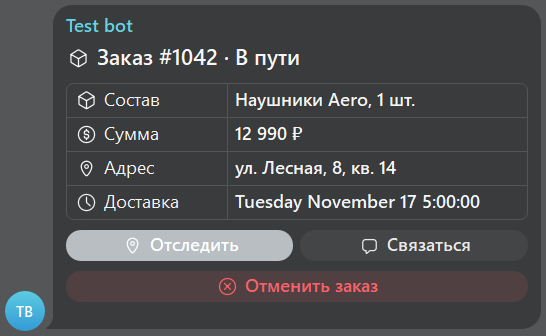 Test bot
Заказ #1042 · В пути
Состав Наушники Aero, 1 шт.
Сумма 12 990 ₽
Адрес ул. Лесная, 8, кв. 14
Доставка Tuesday November 17 5:00:00
Отследить Связаться
Отменить заказ
TB